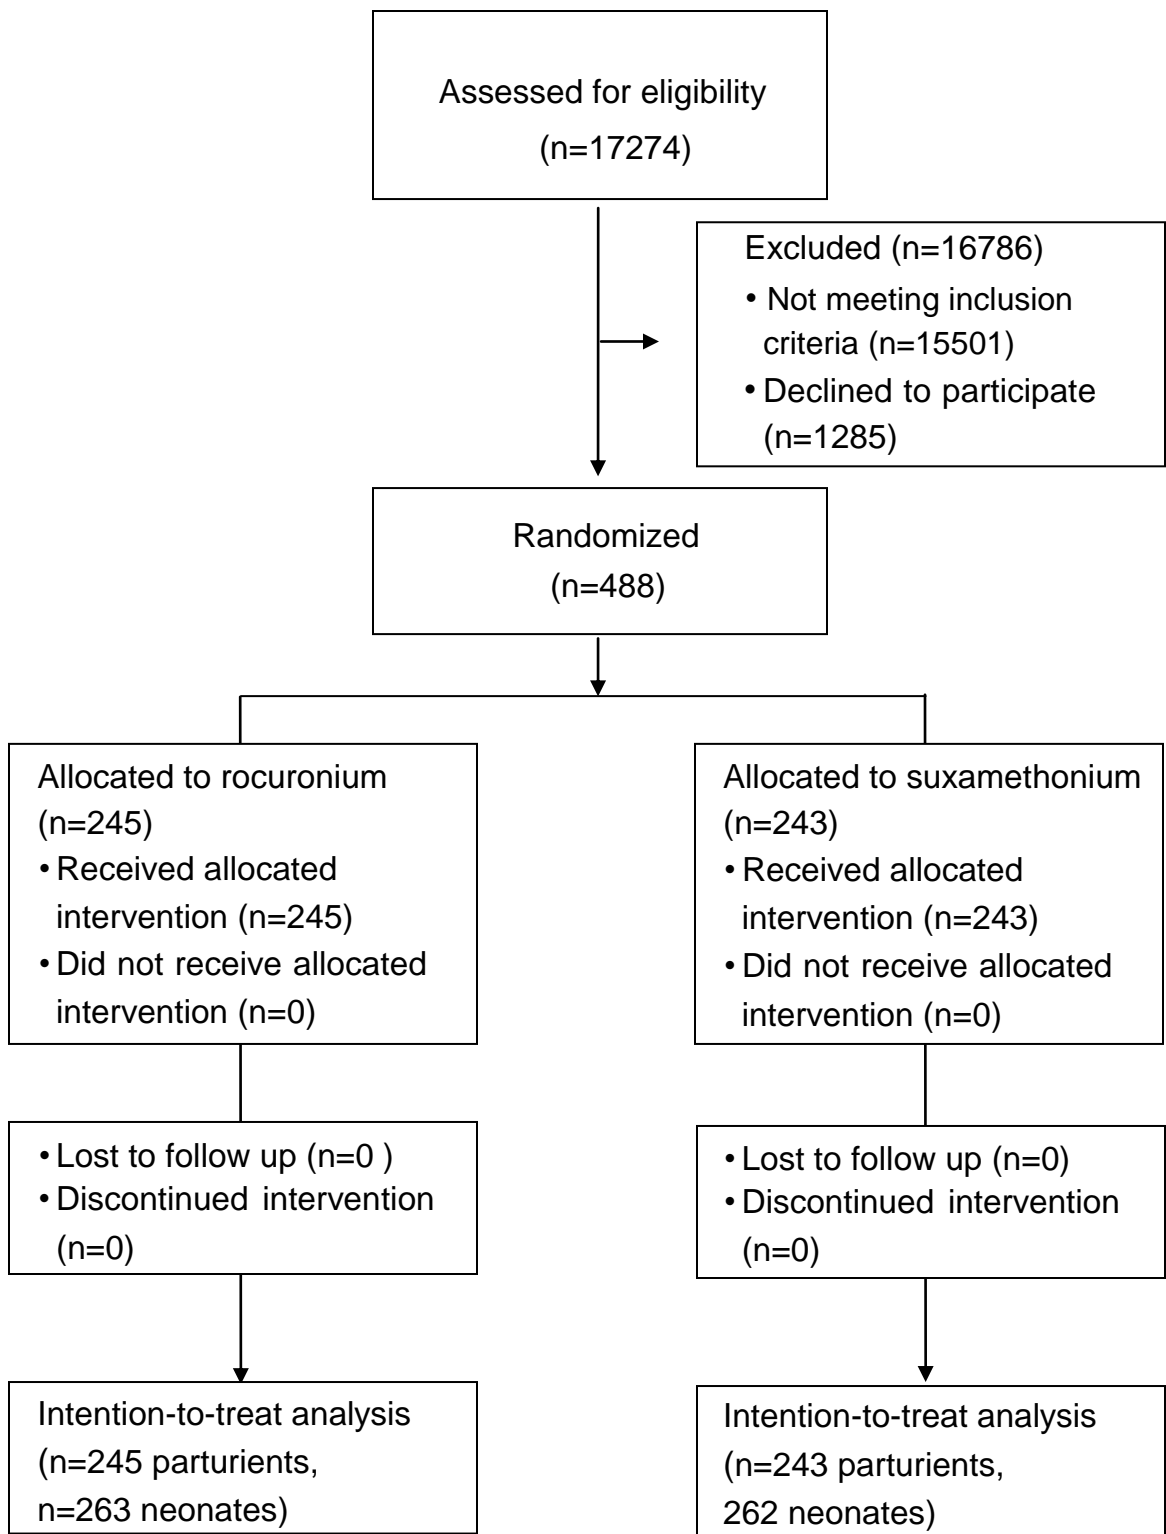 Assessed for eligibility
(n=17274)
Excluded (n=16786)
• Not meeting inclusion
criteria (n=15501)
• Declined to participate
(n=1285)
Randomized
(n=488)
Allocated to rocuronium
(n=245)
• Received allocated
intervention (n=245)
• Did not receive allocated
intervention (n=0)
Allocated to suxamethonium
(n=243)
• Received allocated
intervention (n=243)
• Did not receive allocated
intervention (n=0)
• Lost to follow up (n=0 )
• Discontinued intervention
(n=0)
• Lost to follow up (n=0)
• Discontinued intervention
(n=0)
Intention-to-treat analysis
(n=245 parturients,
n=263 neonates)
Intention-to-treat analysis
(n=243 parturients,
262 neonates)